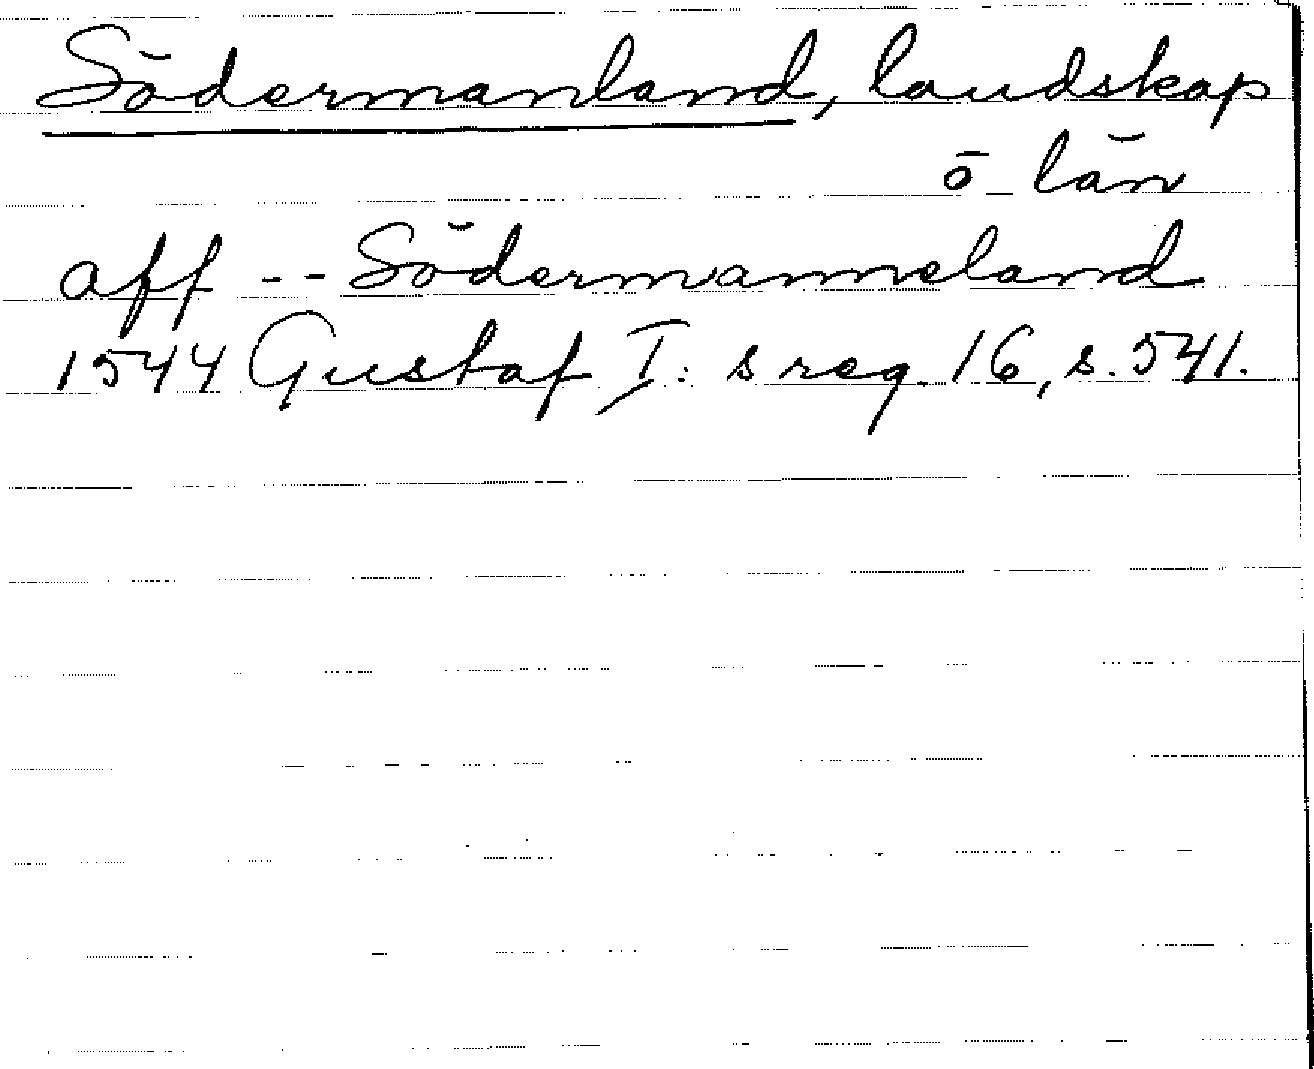 Södermanland, landskap
o län
aff -- Södermanneland
1544 Gustaf I: s reg. 16, s. 541.